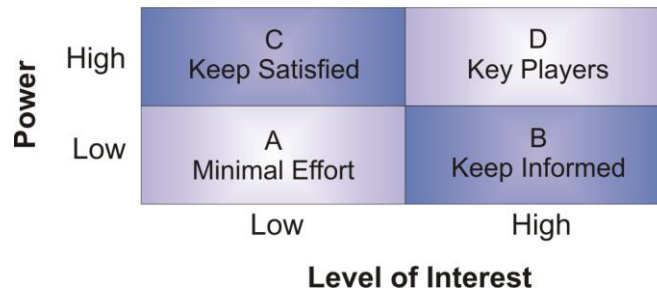 Power
High
C
Keep Satisfied
D
Key Players
Low
A
Minimal Effort
B
Keep Informed
Low
High
Level of Interest